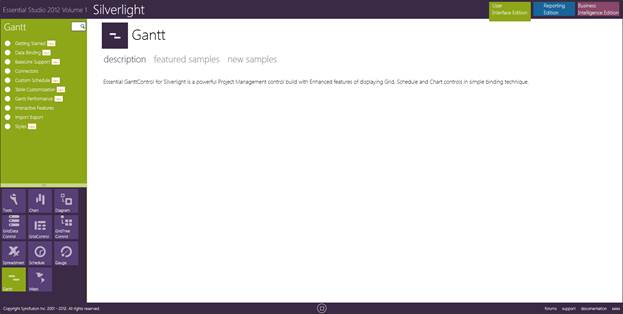 Essential Studio 2012 Volume 1 Silverlight
User Interface Edition
Reporting Edition
Business Intelligence Edition
Gantt
Getting Started
Data Binding
BaseLine Support
Connectors
Custom Schedule
Table Customization
Gantt Performance
Interactive Features
Import Export
Styles
Gantt
description featured samples new samples
Essential GanttControl for Silverlight is a powerful Project Management control build with Enhanced features of displaying Grid, Schedule and Chart controls in simple binding technique.
Tools Chart Diagram
GridData Control GridControl GridTree Control
Spreadsheet Schedule Gauge
Gantt Maps
Copyright Syncfusion Inc. 2001 - 2012. All rights reserved.
forums support documentation sales